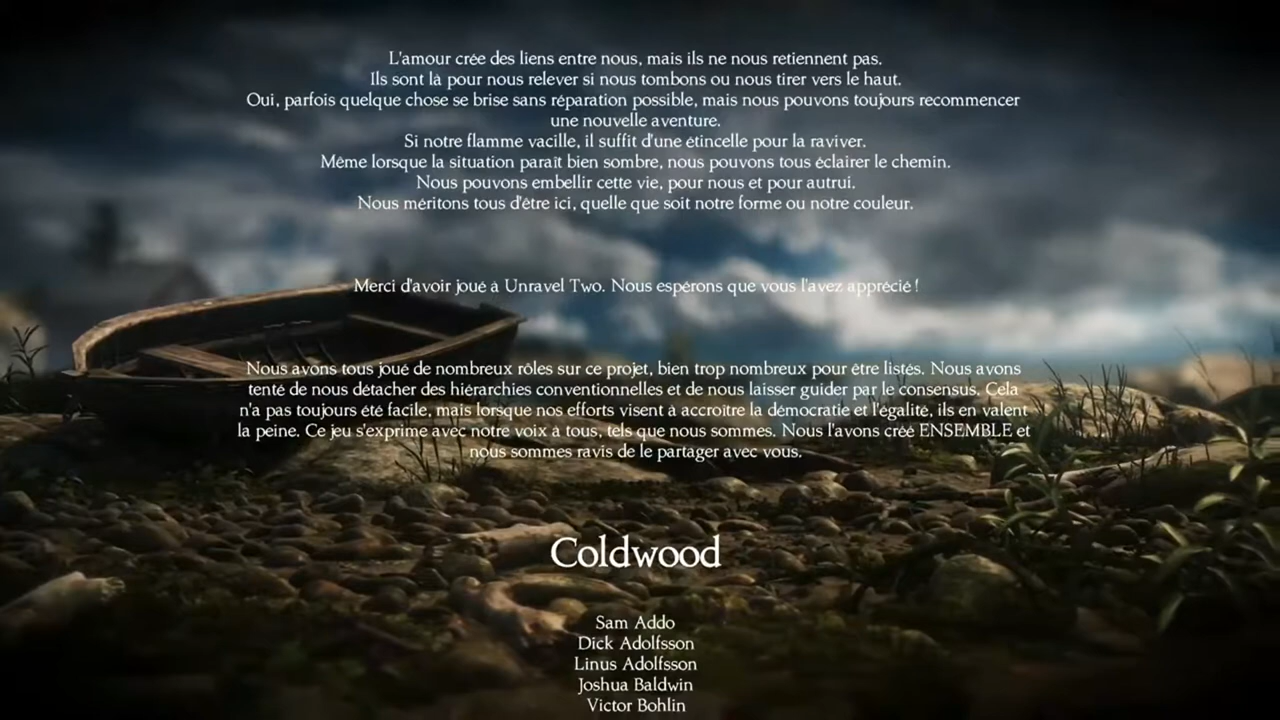 L'amour crée des liens entre nous, mais ils ne nous retiennent pas.
Ils sont là pour nous relever si nous tombons ou nous tirer vers le haut.
Oui, parfois quelque chose se brise sans réparation possible, mais nous pouvons toujours recommencer
une nouvelle aventure.
Si notre flamme vacille, il suffit d'une étincelle pour la raviver.
Même lorsque la situation paraît bien sombre, nous pouvons tous éclairer le chemin.
Nous pouvons embellir cette vie, pour nous et pour autrui.
Nous méritons tous d'être ici, quelle que soit notre forme ou notre couleur.
Merci d'avoir joué à Unravel Two. Nous espérons que vous l'avez apprécié !
Nous avons tous joué de nombreux rôles sur ce projet, bien trop nombreux pour être listés. Nous avons
tenté de nous détacher des hiérarchies conventionnelles et de nous laisser guider par le consensus. Cela
n'a pas toujours été facile, mais lorsque nos efforts visent à accroître la démocratie et l'égalité, ils en valent
la peine. Ce jeu s'exprime avec notre voix à tous, tels que nous sommes. Nous l'avons créé ENSEMBLE et
nous sommes ravis de le partager avec vous.
Coldwood
Sam Addo
Dick Adolfsson
Linus Adolfsson
Joshua Baldwin
Victor Bohlin